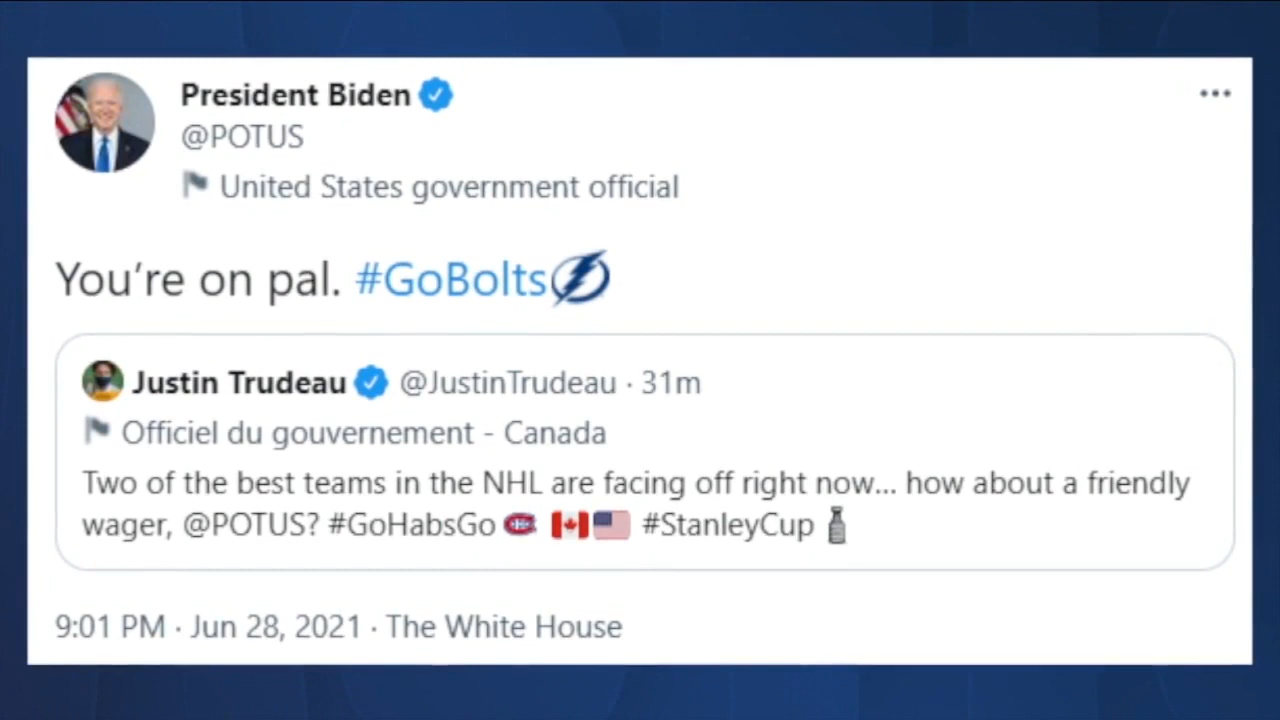 President Biden
@POTUS
United States government official
You're on pal. #GoBolts
Justin Trudeau @JustinTrudeau · 31m
Officiel du gouvernement - Canada
Two of the best teams in the NHL are facing off right now... how about a friendly
wager, @POTUS? #GoHabsGo #StanleyCup
9:01 PM · Jun 28, 2021 · The White House